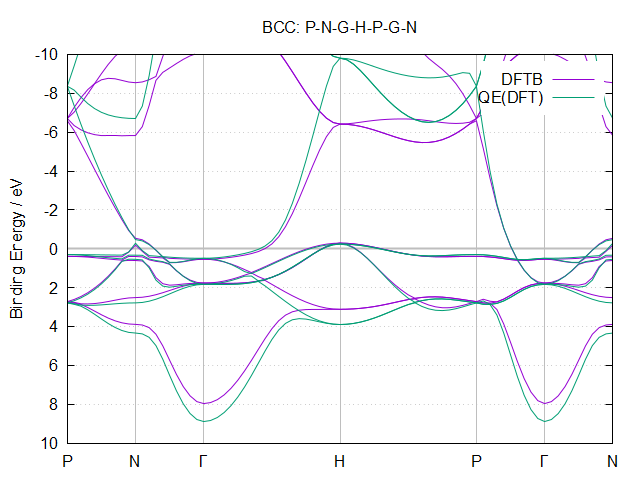 BCC: P-N-G-H-P-G-N
-10
-8
-6
-4
-2
0
2
4
6
8
10
Binding Energy / eV
DFTB
QE(DFT)
P N Γ H P Γ N